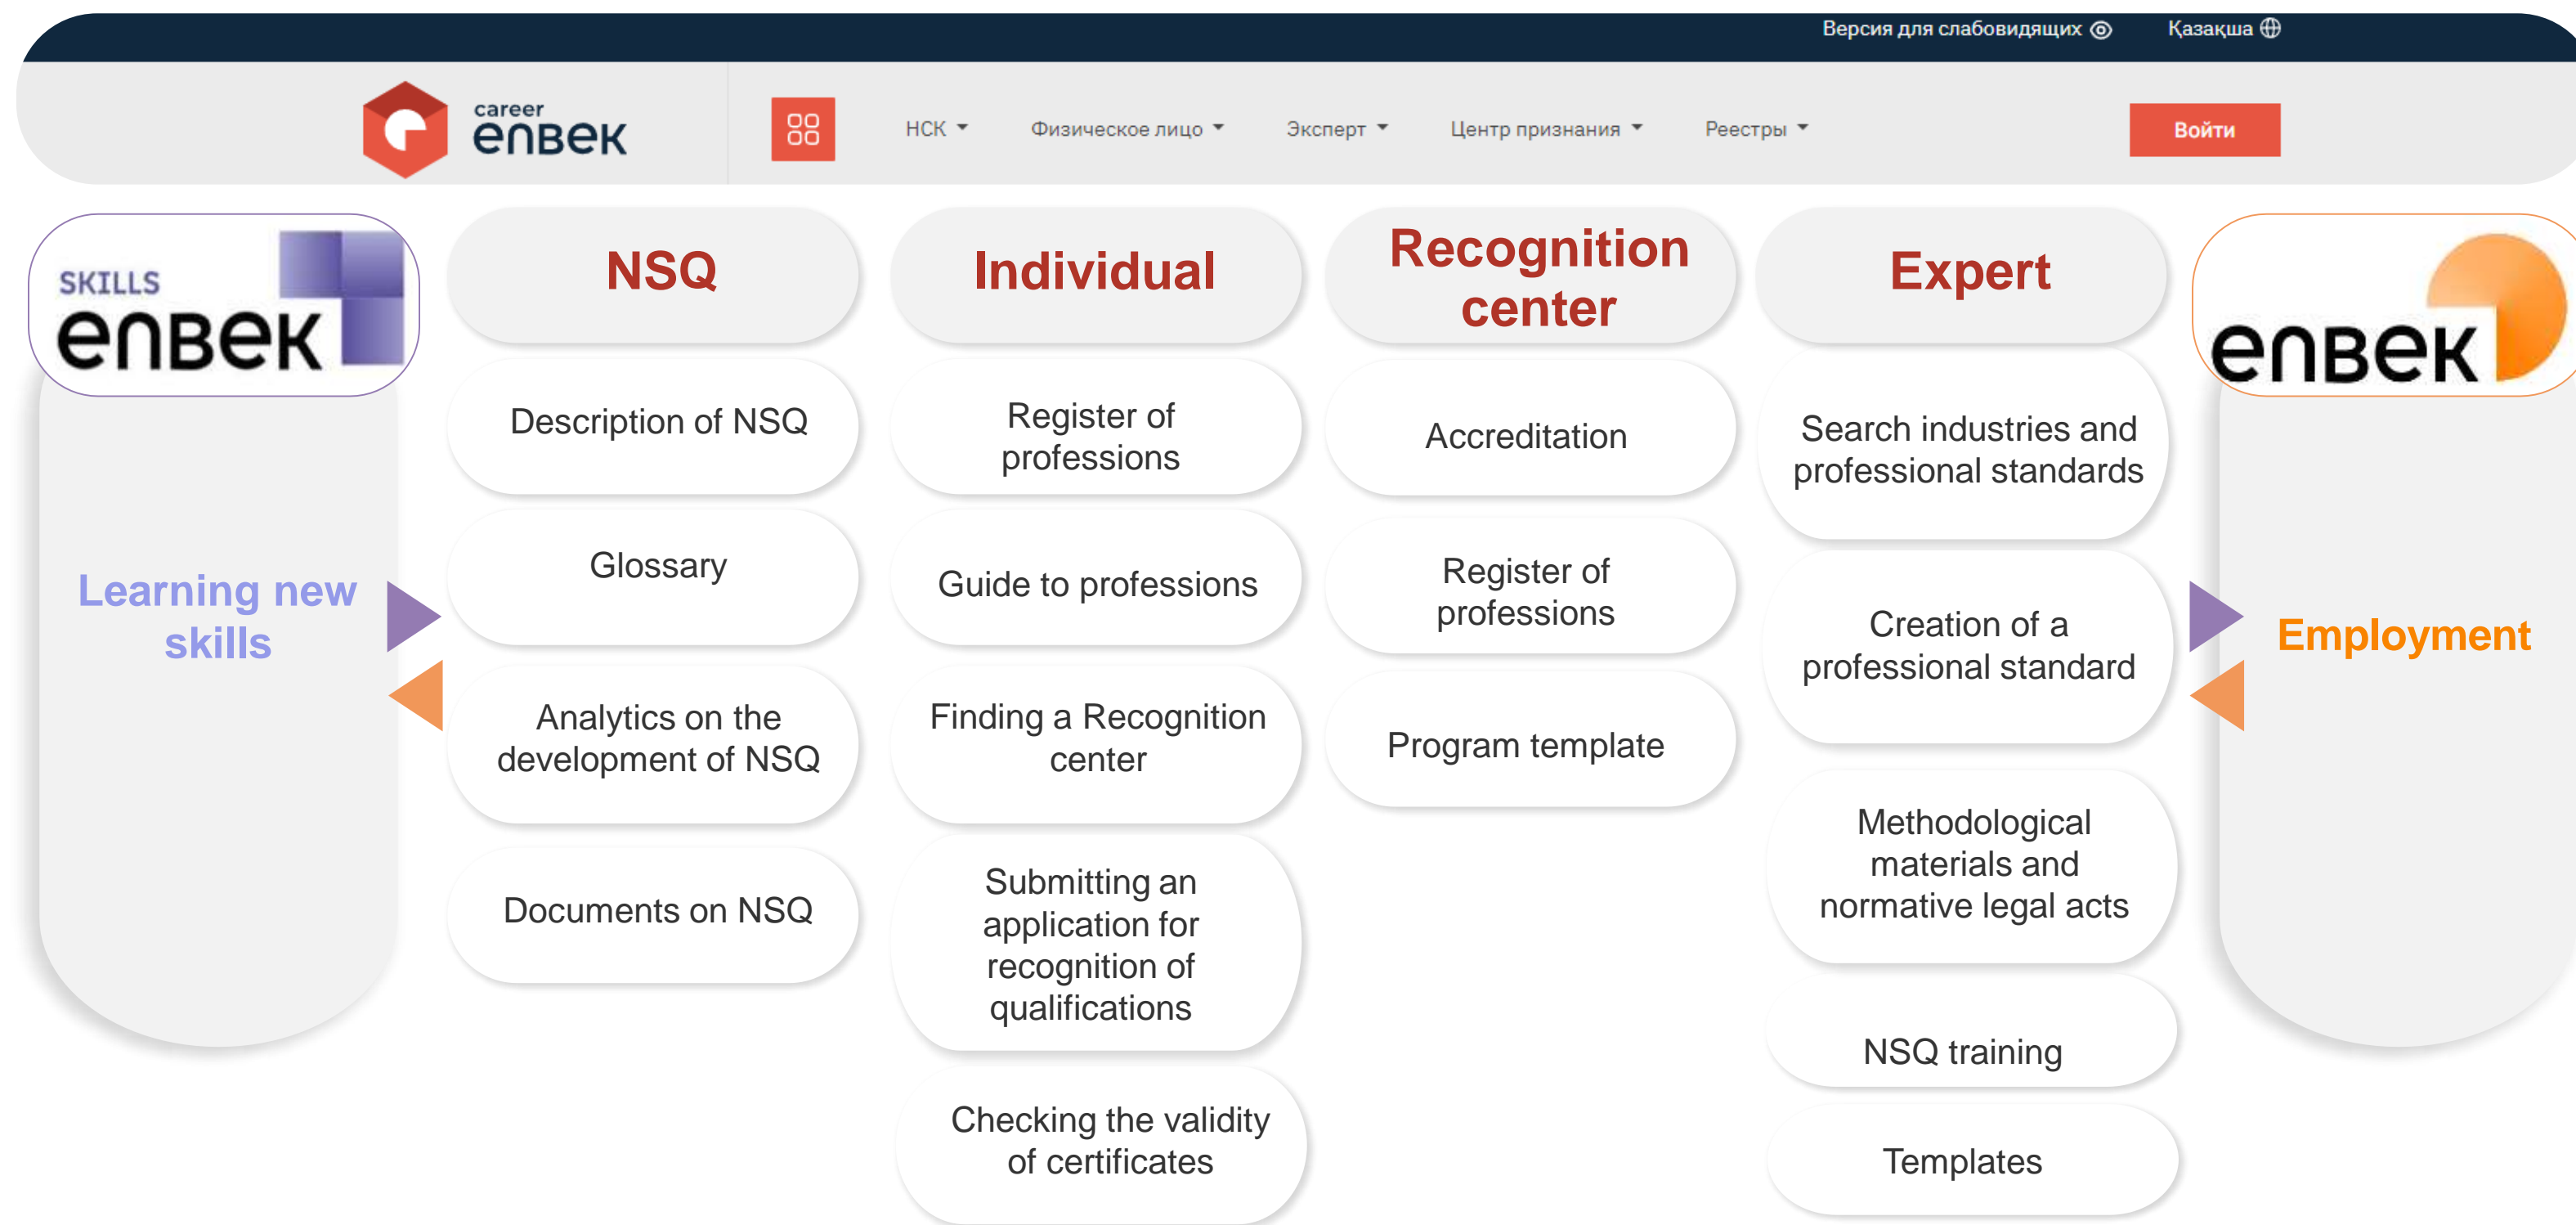 Версия для слабовидящих
Қазақша
career
enвек
НСК
Физическое лицо
Эксперт
Центр признания
Реестры
Войти
SKILLS
enвек
Learning new
skills
NSQ
Description of NSQ
Glossary
Analytics on the
development of NSQ
Documents on NSQ
Individual
Register of
professions
Guide to professions
Finding a Recognition
center
Submitting an
application for
recognition of
qualifications
Checking the validity
of certificates
Recognition
center
Accreditation
Register of
professions
Program template
Expert
Search industries and
professional standards
Creation of a
professional standard
Methodological
materials and
normative legal acts
NSQ training
Templates
enвек
Employment